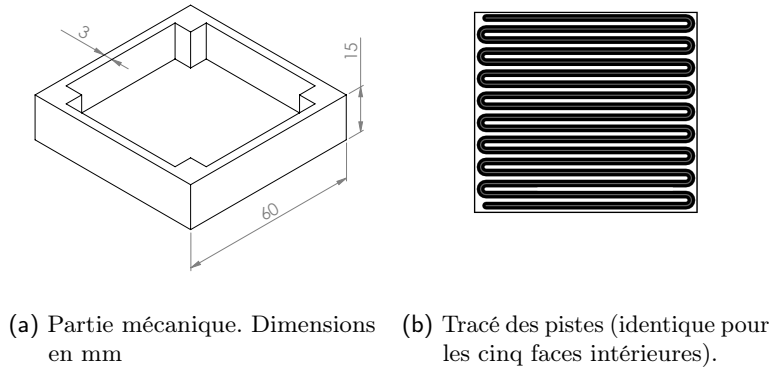 3
15
60
(a) Partie mécanique. Dimensions
en mm
(b) Tracé des pistes (identique pour
les cinq faces intérieures).